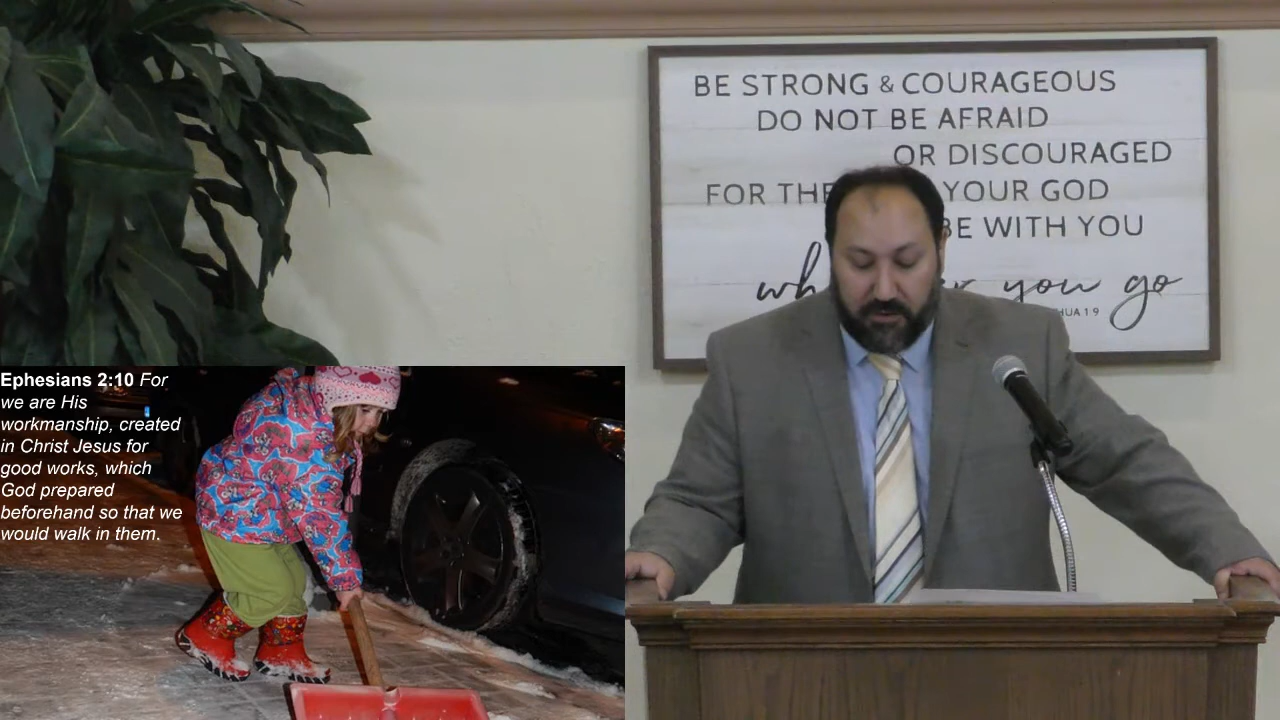 BE STRONG & COURAGEOUS
DO NOT BE AFRAID
OR DISCOURAGED
FOR THE YOUR GOD
BE WITH YOU
you go
Ephesians 2:10 For
we are His
workmanship, created
in Christ Jesus for
good works, which
God prepared
beforehand so that we
would walk in them.